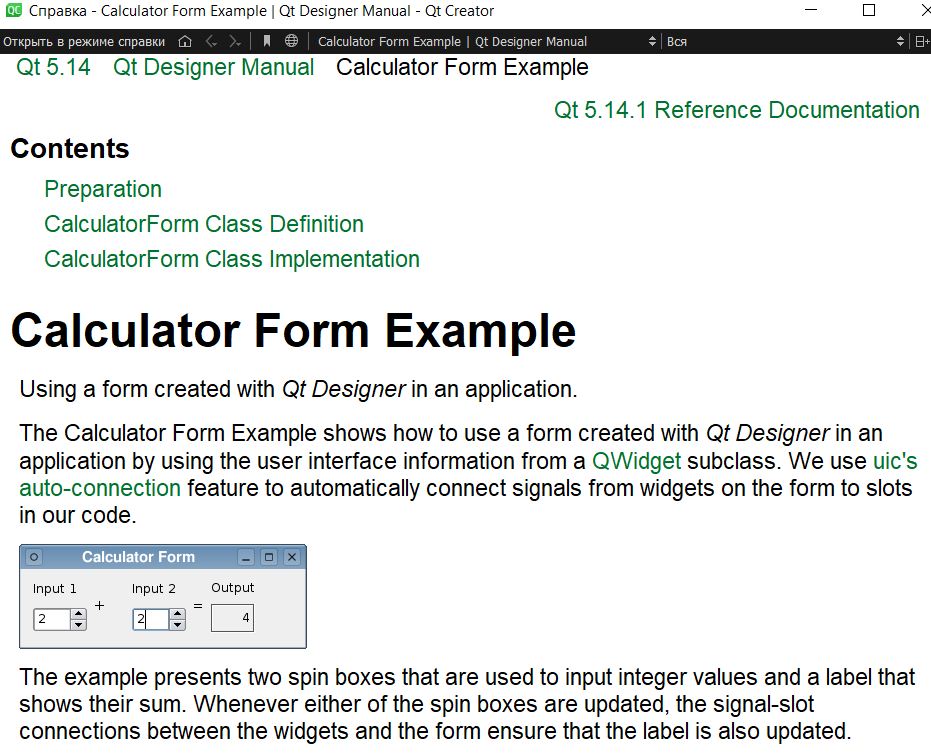 QC Справка - Calculator Form Example | Qt Designer Manual - Qt Creator
Открыть в режиме справки Calculator Form Example | Qt Designer Manual Вся
Qt 5.14 Qt Designer Manual Calculator Form Example
Qt 5.14.1 Reference Documentation
Contents
Preparation
CalculatorForm Class Definition
CalculatorForm Class Implementation
Calculator Form Example
Using a form created with Qt Designer in an application.
The Calculator Form Example shows how to use a form created with Qt Designer in an
application by using the user interface information from a QWidget subclass. We use uic's
auto-connection feature to automatically connect signals from widgets on the form to slots
in our code.
Calculator Form
Input 1 Input 2 Output
2 + 2 = 4
The example presents two spin boxes that are used to input integer values and a label that
shows their sum. Whenever either of the spin boxes are updated, the signal-slot
connections between the widgets and the form ensure that the label is also updated.